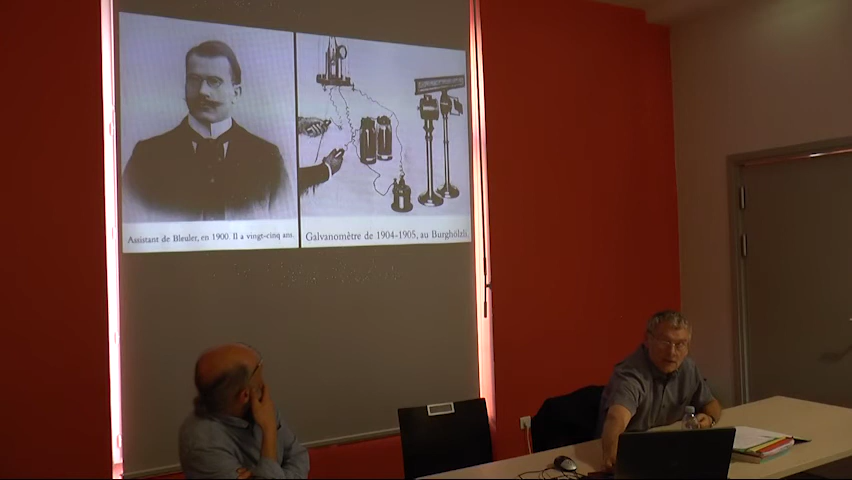 Assistant de Bleuler, en 1900. Il a vingt-cinq ans.
Galvanomètre de 1904-1905, au Burghölzli.